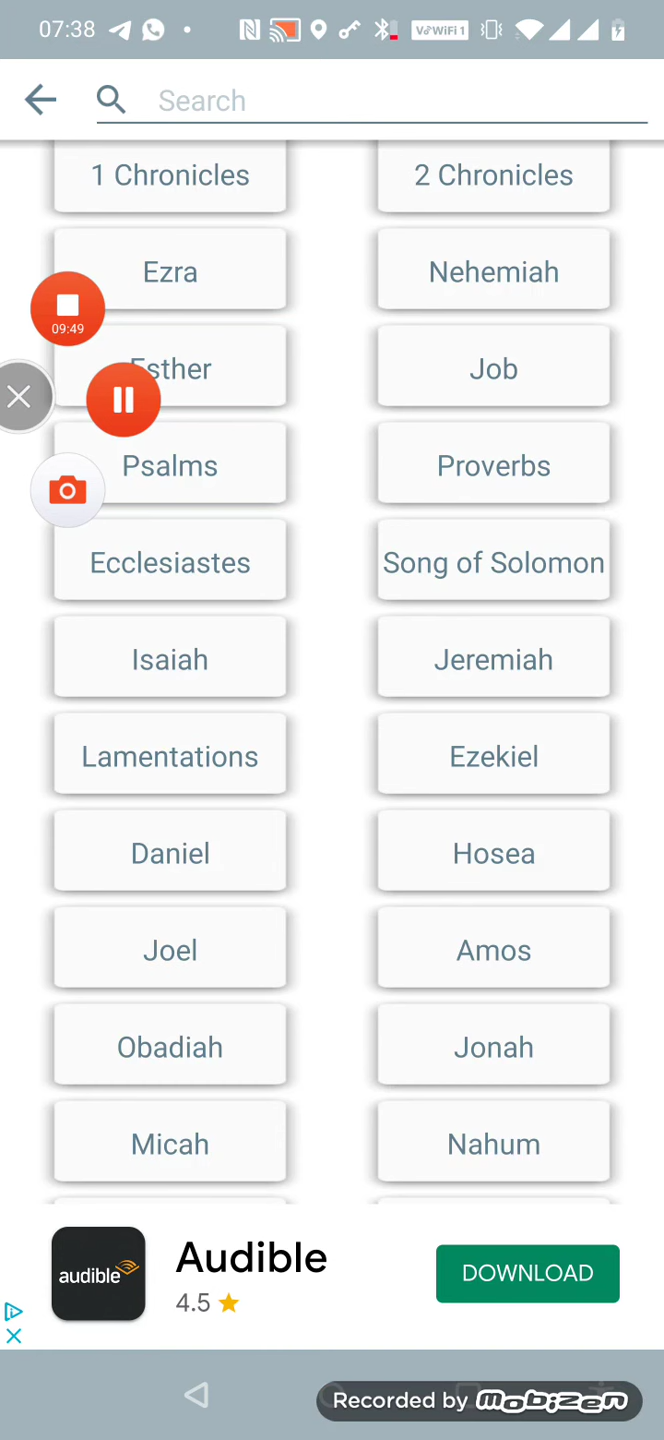 07:38
VoWiFi 1
Search
1 Chronicles 2 Chronicles
Ezra Nehemiah
09:49
Esther Job
Psalms Proverbs
Ecclesiastes Song of Solomon
Isaiah Jeremiah
Lamentations Ezekiel
Daniel Hosea
Joel Amos
Obadiah Jonah
Micah Nahum
audible
Audible
4.5
DOWNLOAD
Recorded by mobizen